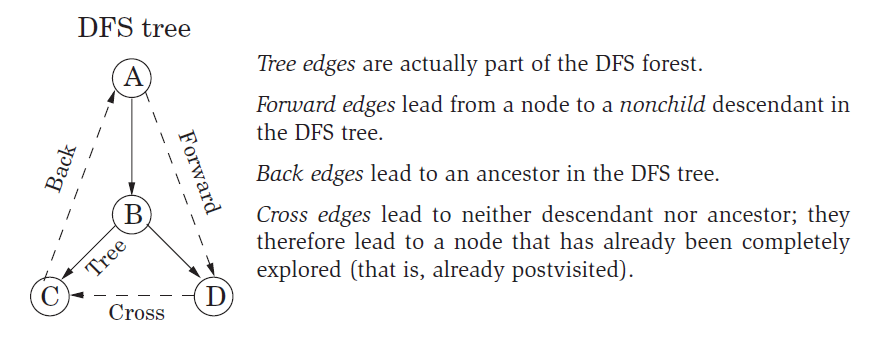 DFS tree
A
Back
Forward
B
Tree
C
D
Cross
Tree edges are actually part of the DFS forest.
Forward edges lead from a node to a nonchild descendant in
the DFS tree.
Back edges lead to an ancestor in the DFS tree.
Cross edges lead to neither descendant nor ancestor; they
therefore lead to a node that has already been completely
explored (that is, already postvisited).